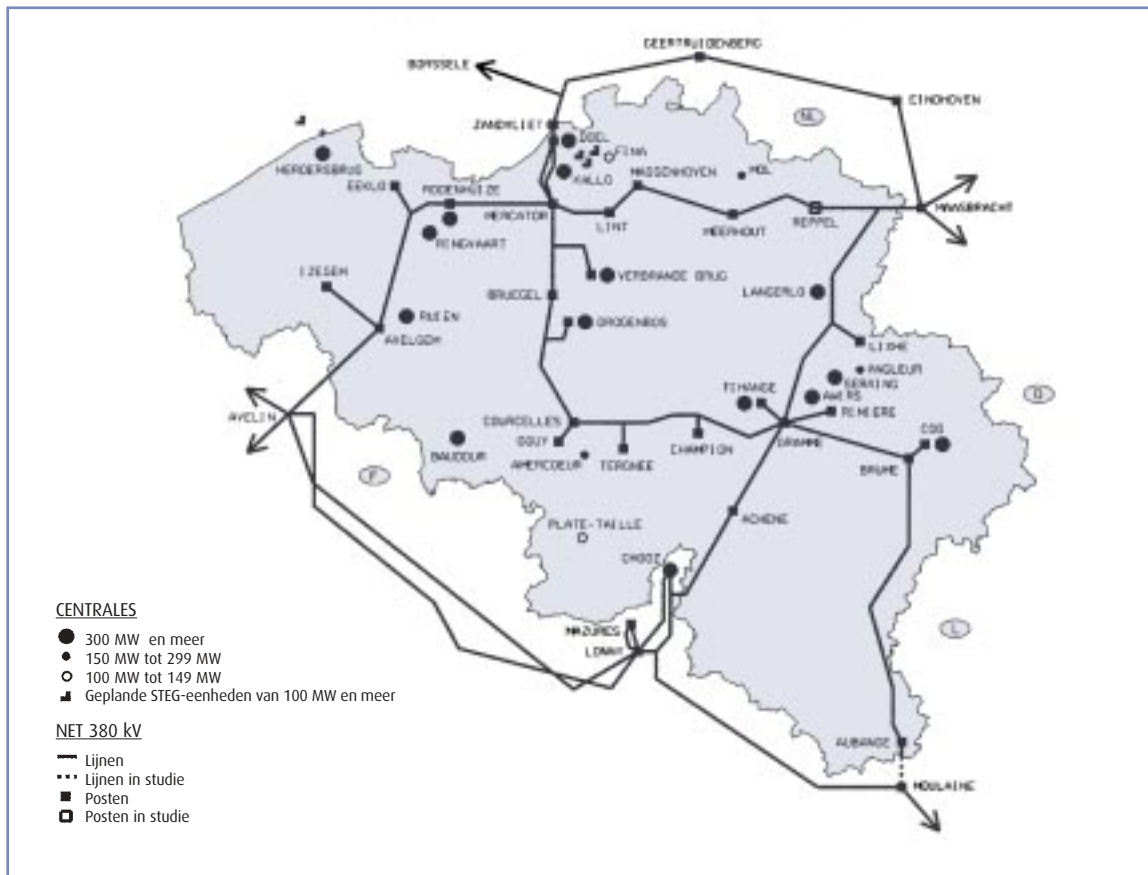 GEERTRUIDENBERG
BORSSELE
EINDHOVEN
ZANDVLIET
NL
DOEL
FINA
HERDERSBRUG
KALLO
MASSENHOVEN
MOL
EEKLO
RODENHUIZE
MERCATOR
LINT
MEERHOUT
REPPEL
MAASBRACHT
RINGVAART
IZEGEM
VERBRANDE BRUG
BRUEGEL
LANGERLO
RUIEN
DROGENBOS
AVELGEM
LIXHE
ANGLEUR
SERAING
TIHANGE
AWIRS
D
AVELIN
COURCELLES
RIMIERE
GOUY
CHAMPION
GRAMME
COO
BAUDOUR
AMERCOEUR
TERGNEE
BRUME
F
ACHENE
PLATE-TAILLE
CHOOZ
CENTRALES
300 MW en meer
150 MW tot 299 MW
100 MW tot 149 MW
Geplande STEG-eenheden van 100 MW en meer
MAZURES
LONNY
L
NET 380 kV
Lijnen
Lijnen in studie
Posten
Posten in studie
AUBANGE
MOULAINE